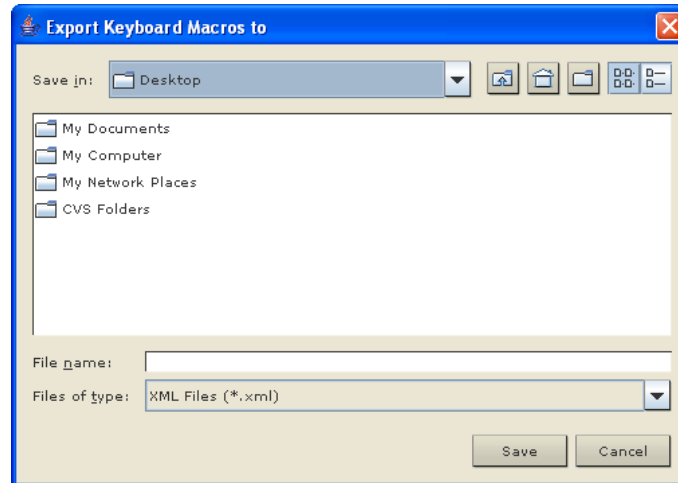 Export Keyboard Macros to
Save in: Desktop
My Documents
My Computer
My Network Places
CVS Folders
File name:
Files of type: XML Files (*.xml)
Save Cancel